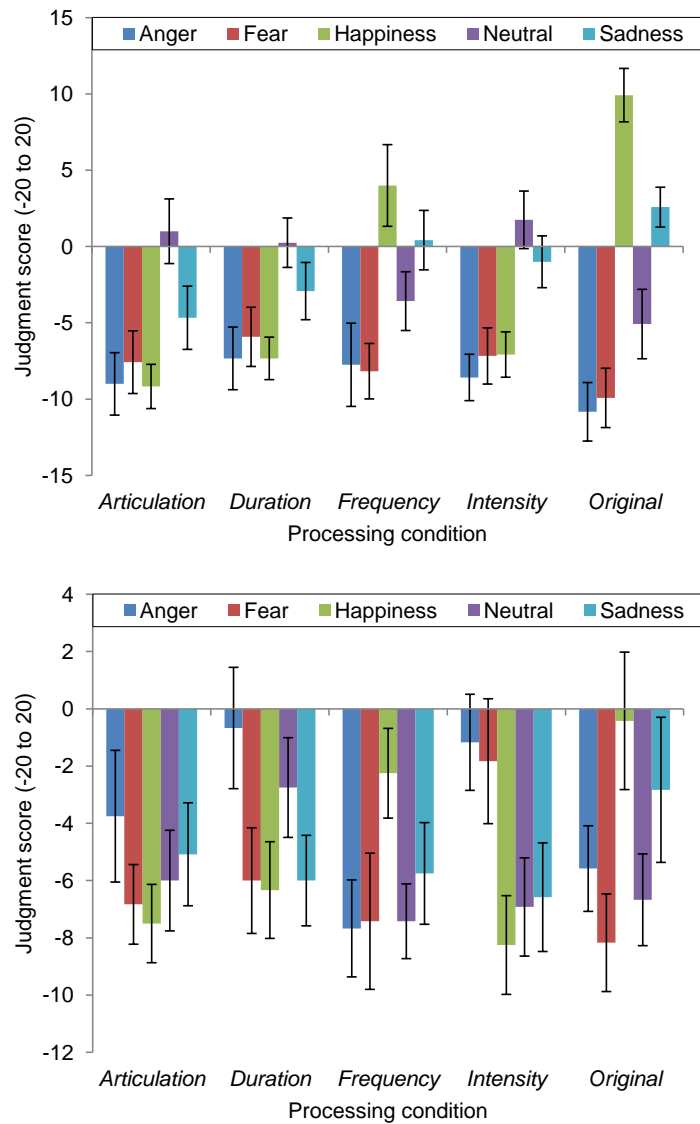 15
Anger Fear Happiness Neutral Sadness
10
5
0
-5
-10
-15
Judgment score (-20 to 20)
Articulation Duration Frequency Intensity Original
Processing condition
4
Anger Fear Happiness Neutral Sadness
2
0
-2
-4
-6
-8
-10
-12
Judgment score (-20 to 20)
Articulation Duration Frequency Intensity Original
Processing condition